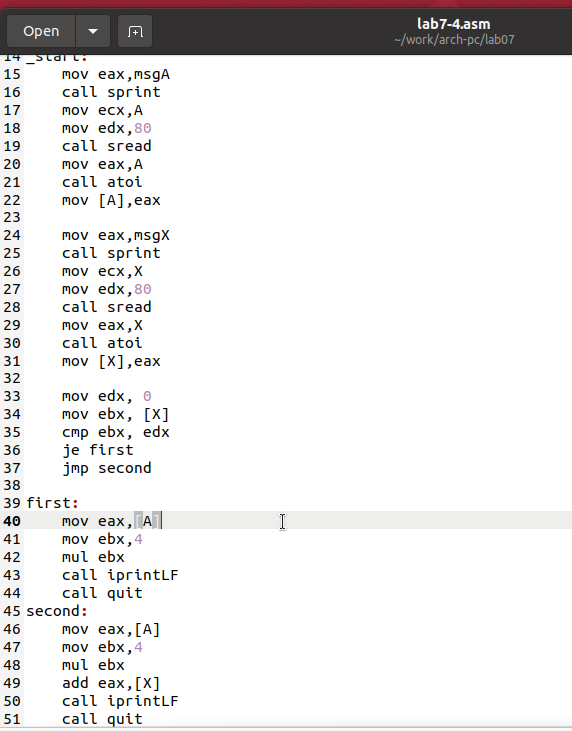 Open
lab7-4.asm
~/work/arch-pc/lab07
14 _start:
15 mov eax,msgA
16 call sprint
17 mov ecx,A
18 mov edx,80
19 call sread
20 mov eax,A
21 call atoi
22 mov [A],eax
23
24 mov eax,msgX
25 call sprint
26 mov ecx,X
27 mov edx,80
28 call sread
29 mov eax,X
30 call atoi
31 mov [X],eax
32
33 mov edx, 0
34 mov ebx, [X]
35 cmp ebx, edx
36 je first
37 jmp second
38
39 first:
40 mov eax,[A]
41 mov ebx,4
42 mul ebx
43 call iprintLF
44 call quit
45 second:
46 mov eax,[A]
47 mov ebx,4
48 mul ebx
49 add eax,[X]
50 call iprintLF
51 call quit